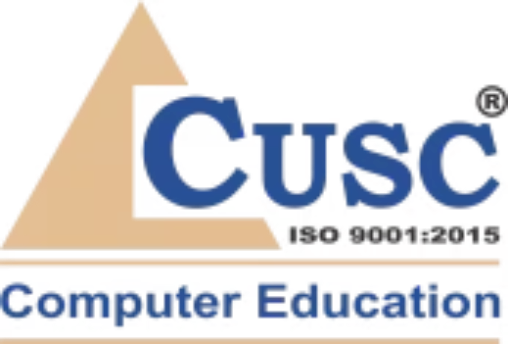 CUSC®
ISO 9001:2015
Computer Education